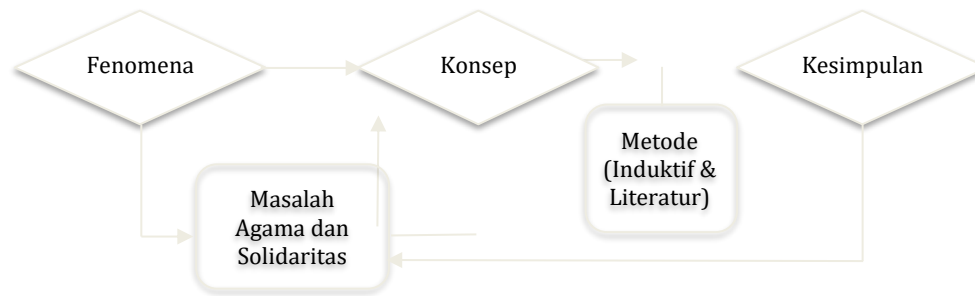 Fenomena
Konsep
Kesimpulan
Metode
(Induktif &
Literatur)
Masalah
Agama dan
Solidaritas